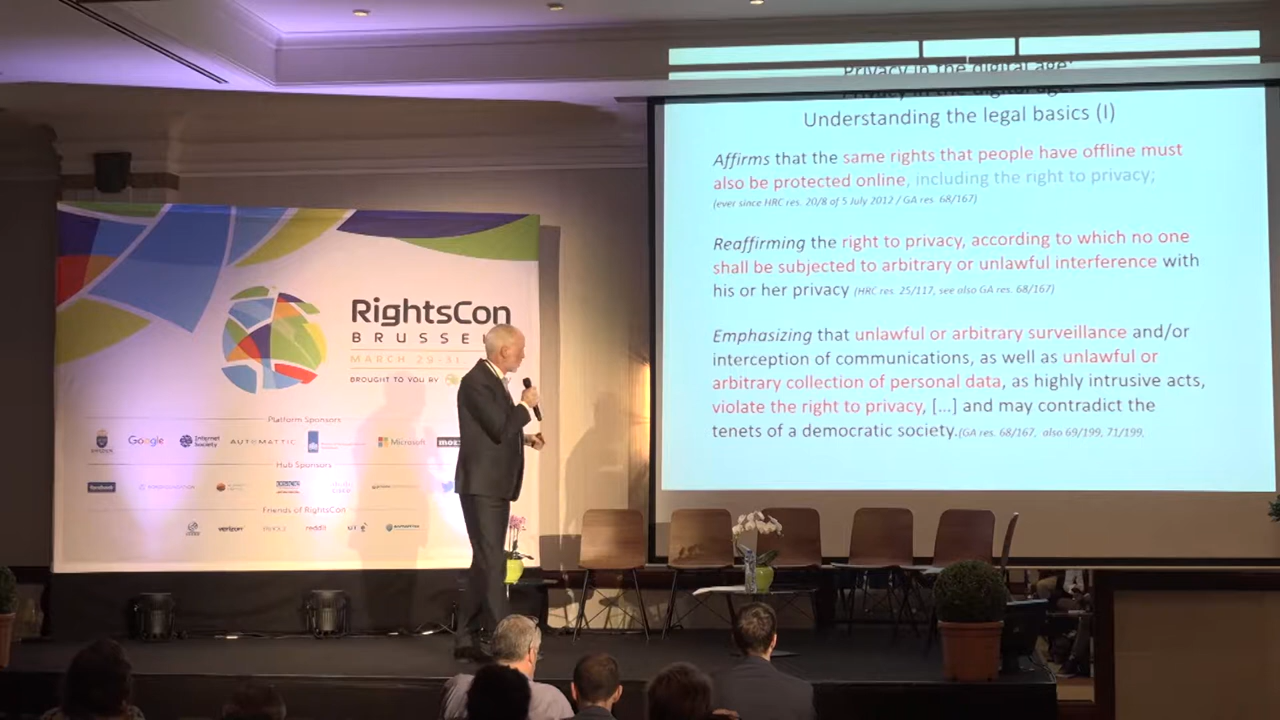 Privacy in the digital age:
Privacy in the digital age:
Understanding the legal basics (I)
Affirms that the same rights that people have offline must
also be protected online, including the right to privacy;
(ever since HRC res. 20/8 of 5 July 2012 / GA res. 68/167)
Reaffirming the right to privacy, according to which no one
shall be subjected to arbitrary or unlawful interference with
his or her privacy (HRC res. 25/117, see also GA res. 68/167)
Emphasizing that unlawful or arbitrary surveillance and/or
interception of communications, as well as unlawful or
arbitrary collection of personal data, as highly intrusive acts,
violate the right to privacy, [...] and may contradict the
tenets of a democratic society.(GA res. 68/167, also 69/199, 71/199,
RightsCon
BRUSSE
MARCH 29-31
BROUGHT TO YOU BY
Platform Sponsors
Google
Internet Society
AUTOMATTIC
Microsoft
moz
Hub Sponsors
facebook
Friends of RightsCon
verizon
reddit